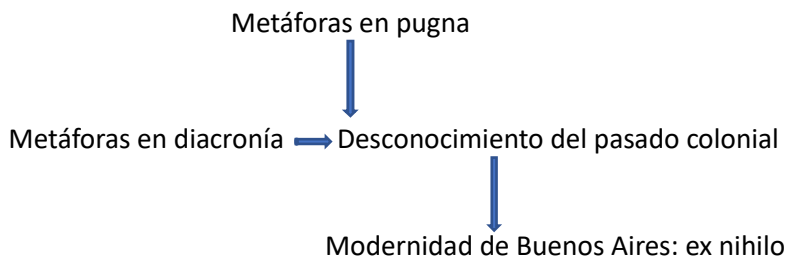 Metáforas en pugna
Metáforas en diacronía Desconocimiento del pasado colonial
Modernidad de Buenos Aires: ex nihilo